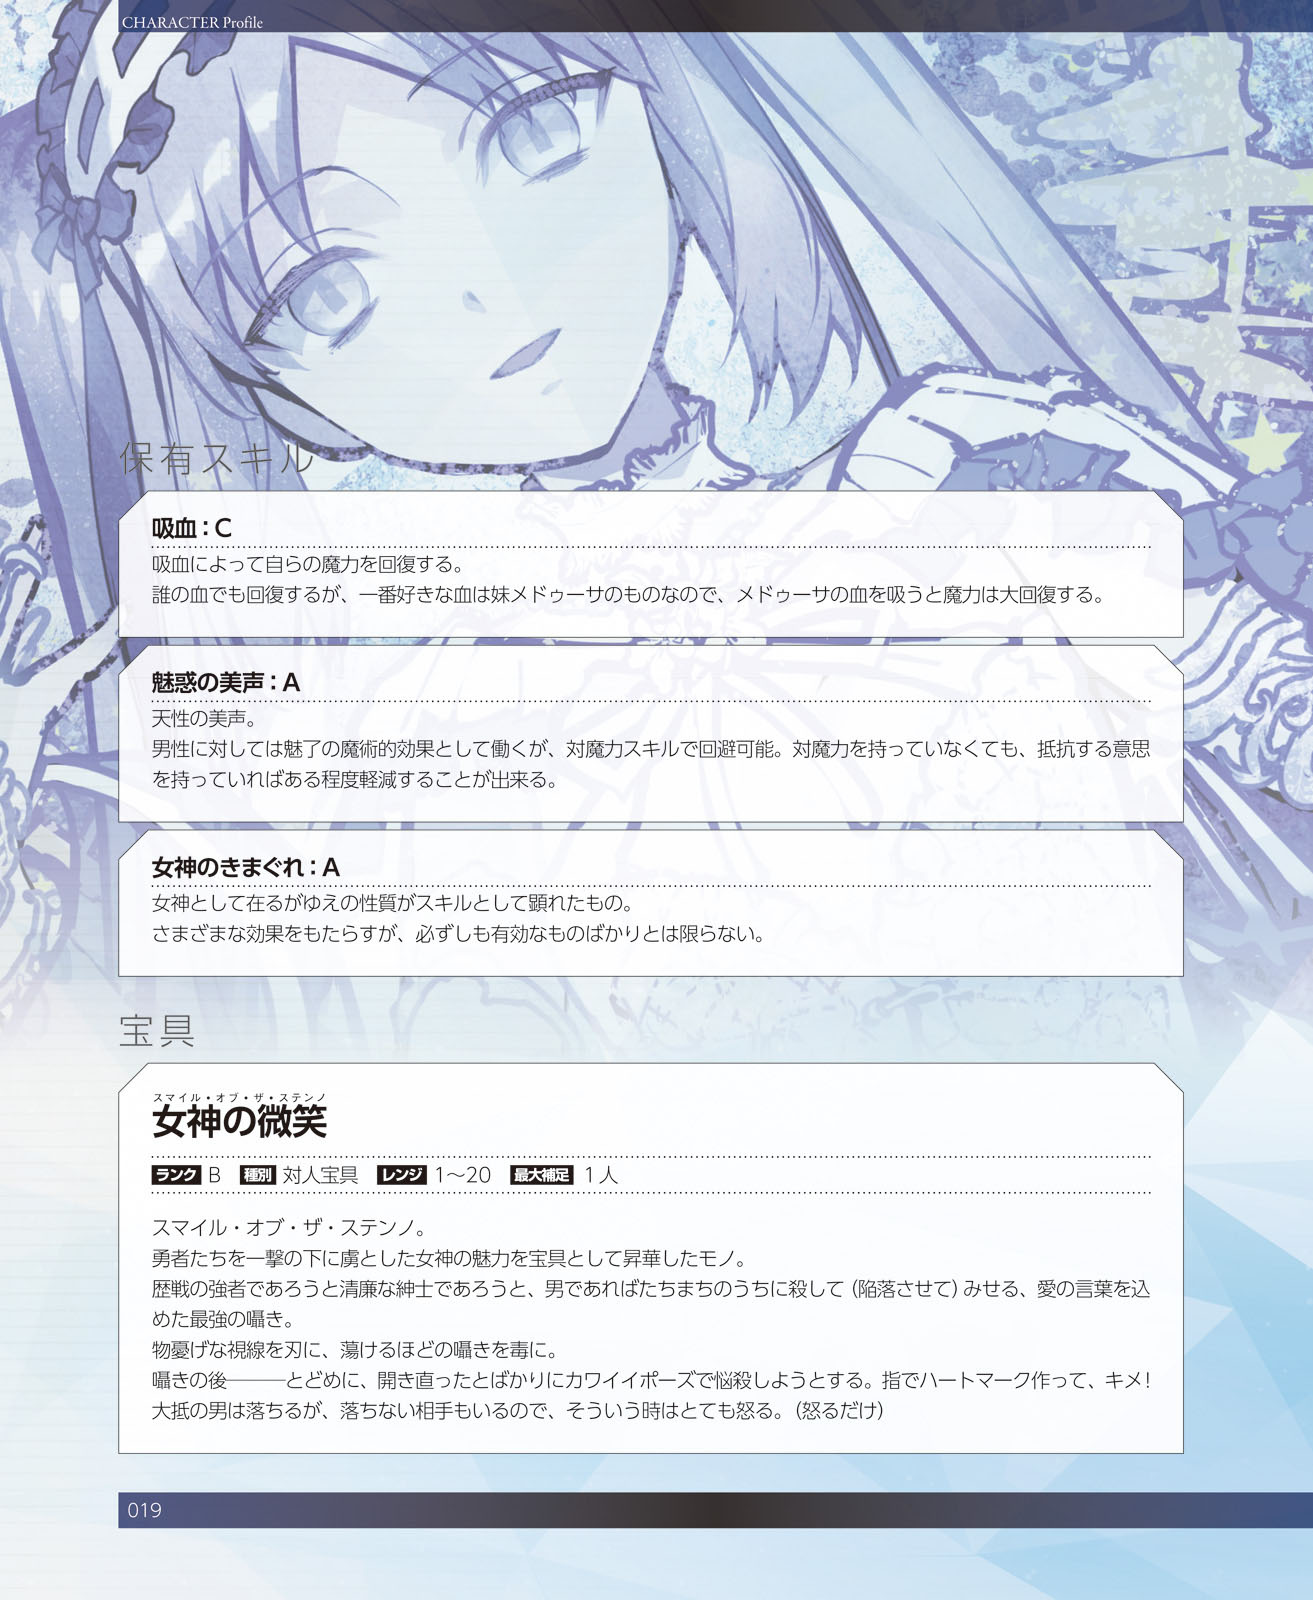 CHARACTER Profile
保有スキル
吸血：C
吸血によって自らの魔力を回復する。
誰の血でも回復するが、一番好きな血は妹メドゥーサのものなので、メドゥーサの血を吸うと魔力は大回復する。
魅惑の美声：A
天性の美声。
男性に対しては魅了の魔術的効果として働くが、対魔力スキルで回避可能。対魔力を持っていなくても、抵抗する意思
を持っていればある程度軽減することが出来る。
女神のきまぐれ：A
女神として在るがゆえの性質がスキルとして顕れたもの。
さまざまな効果をもたらすが、必ずしも有効なものばかりとは限らない。
宝具
スマイル・オブ・ザ・ステンノ
女神の微笑
ランク B 種別 対人宝具 レンジ 1〜20 最大補足 1人
スマイル・オブ・ザ・ステンノ。
勇者たちを一撃の下に虜とした女神の魅力を宝具として昇華したモノ。
歴戦の強者であろうと清廉な紳士であろうと、男であればたちまちのうちに殺して（陥落させて）みせる、愛の言葉を込
めた最強の囁き。
物憂げな視線を刃に、蕩けるほどの囁きを毒に。
囁きの後―――とどめに、開き直ったとばかりにカワイイポーズで悩殺しようとする。指でハートマーク作って、キメ！
大抵の男は落ちるが、落ちない相手もいるので、そういう時はとても怒る。（怒るだけ）
019